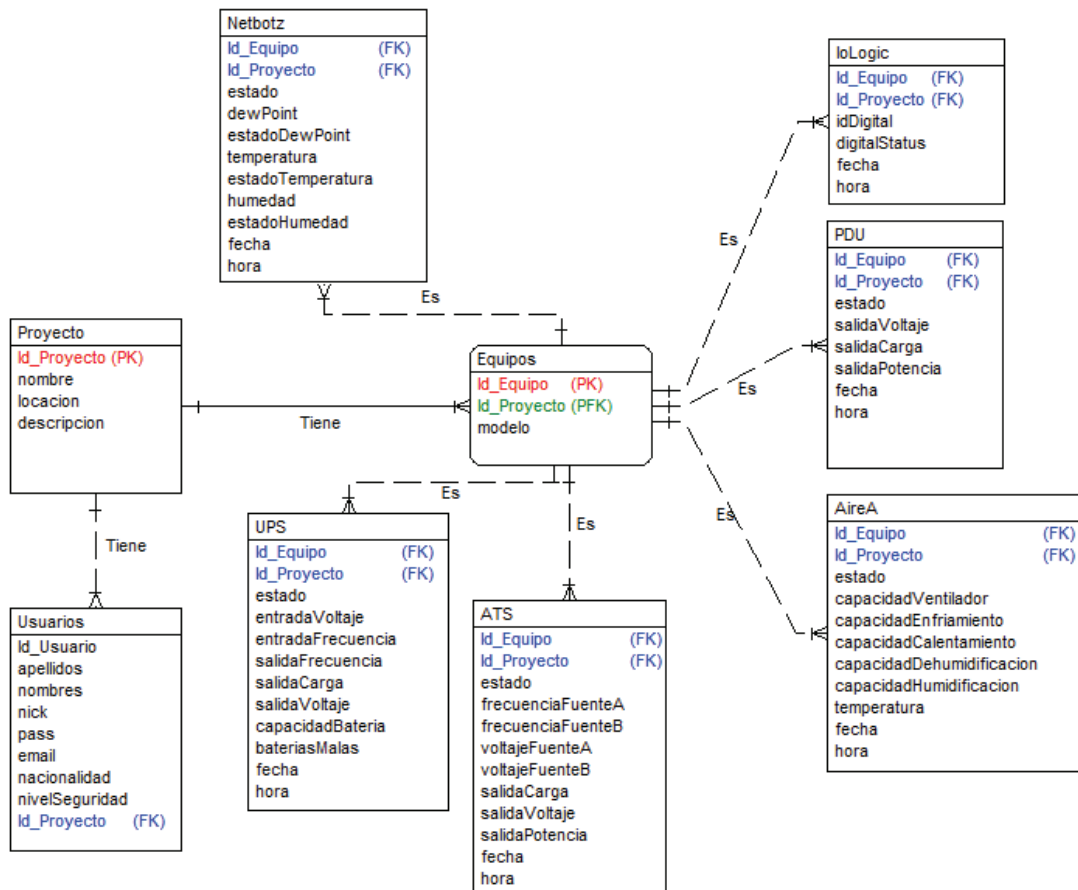 Netbotz
Id_Equipo (FK)
Id_Proyecto (FK)
estado
dewPoint
estadoDewPoint
temperatura
estadoTemperatura
humedad
estadoHumedad
fecha
hora
IoLogic
Id_Equipo (FK)
Id_Proyecto (FK)
idDigital
digitalStatus
fecha
hora
Es
Es
PDU
Id_Equipo (FK)
Id_Proyecto (FK)
estado
salidaVoltaje
salidaCarga
salidaPotencia
fecha
hora
Es
Proyecto
Id_Proyecto (PK)
nombre
locacion
descripcion
Tiene
Equipos
Id_Equipo (PK)
Id_Proyecto (PFK)
modelo
Es
Es
Es
AireA
Id_Equipo (FK)
Id_Proyecto (FK)
estado
capacidadVentilador
capacidadEnfriamiento
capacidadCalentamiento
capacidadDehumidificacion
capacidadHumidificacion
temperatura
fecha
hora
Tiene
UPS
Id_Equipo (FK)
Id_Proyecto (FK)
estado
entradaVoltaje
entradaFrecuencia
salidaFrecuencia
salidaCarga
salidaVoltaje
capacidadBateria
bateriasMalas
fecha
hora
ATS
Id_Equipo (FK)
Id_Proyecto (FK)
estado
frecuenciaFuenteA
frecuenciaFuenteB
voltajeFuenteA
voltajeFuenteB
salidaCarga
salidaVoltaje
salidaPotencia
fecha
hora
Usuarios
Id_Usuario
apellidos
nombres
nick
pass
email
nacionalidad
nivelSeguridad
Id_Proyecto (FK)